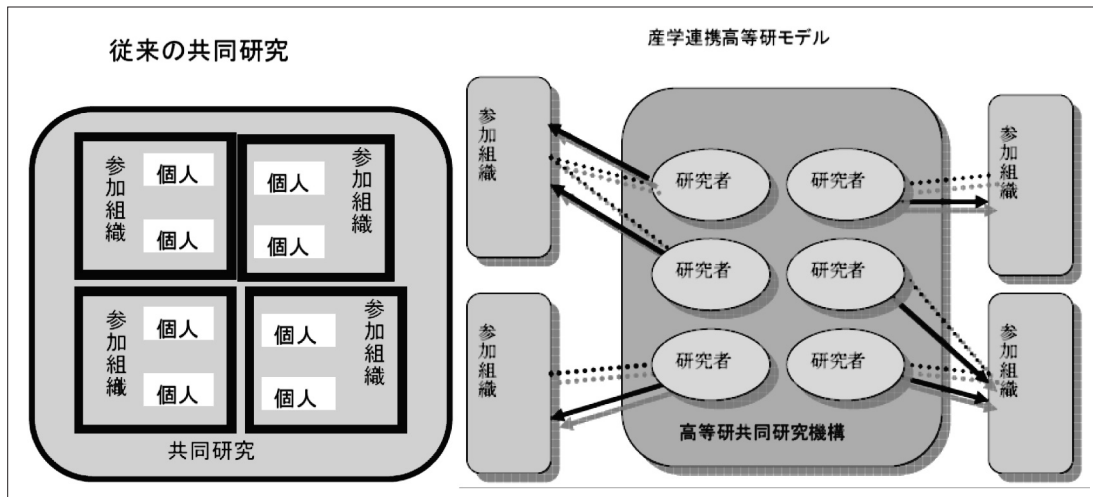 従来の共同研究
参加組織
個人
個人
個人
個人
参加組織
参加組織
個人
個人
個人
個人
参加組織
共同研究
産学連携高等研モデル
参加組織
研究者
研究者
参加組織
研究者
研究者
参加組織
研究者
研究者
参加組織
高等研共同研究機構